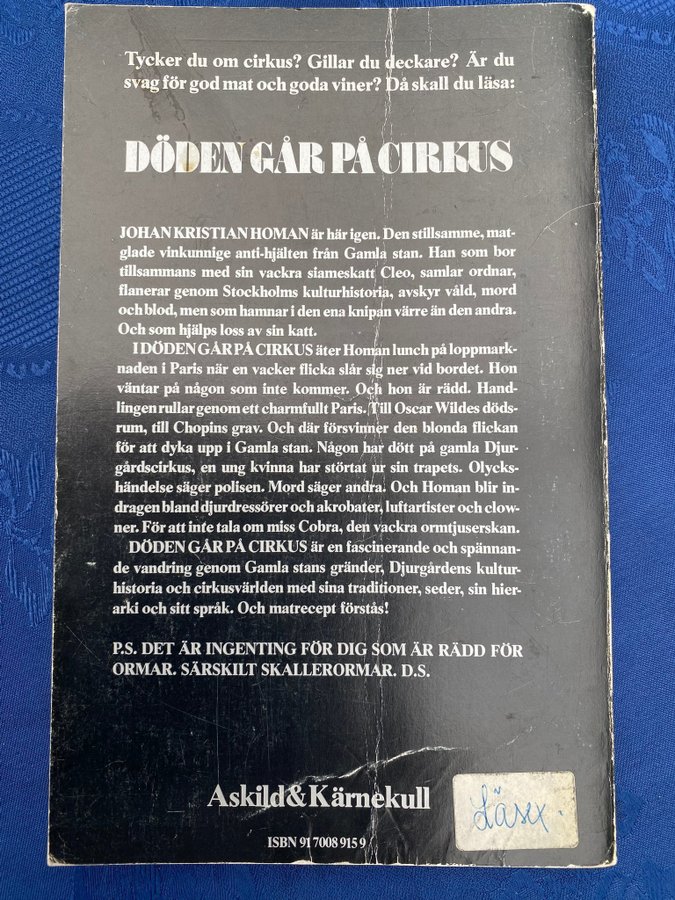 Tycker du om cirkus? Gillar du deckare? Är du
svag för god mat och goda viner? Då skall du läsa:
DÖDEN GÅR PÅ CIRKUS
JOHAN KRISTIAN HOMAN är här igen. Den stillsamme, mat-
glade vinkunnige anti-hjälten från Gamla stan. Han som bor
tillsammans med sin vackra siameskatt Cleo, samlar ordnar,
flanerar genom Stockholms kulturhistoria, avskyr våld, mord
och blod, men som hamnar i den ena knipan värre än den andra.
Och som hjälps loss av sin katt.
I DÖDEN GÅR PÅ CIRKUS äter Homan lunch på loppmark-
naden i Paris när en vacker flicka slår sig ner vid bordet. Hon
väntar på någon som inte kommer. Och hon är rädd. Hand-
lingen rullar genom ett charmfullt Paris. Till Oscar Wildes döds-
rum, till Chopins grav. Och där försvinner den blonda flickan
för att dyka upp i Gamla stan. Någon har dött på gamla Djur-
gårdscirkus, en ung kvinna har störtat ur sin trapets. Olycks-
händelse säger polisen. Mord säger andra. Och Homan blir in-
dragen bland djurdressörer och akrobater, luftartister och clow-
ner. För att inte tala om miss Cobra, den vackra ormtjuserskan.
DÖDEN GÅR PÅ CIRKUS är en fascinerande och spännan-
de vandring genom Gamla stans gränder, Djurgårdens kultur-
historia och cirkusvärlden med sina traditioner, seder, sin hier-
arki och sitt språk. Och matrecept förstås!
P.S. DET ÄR INGENTING FÖR DIG SOM ÄR RÄDD FÖR
ORMAR. SÄRSKILT SKALLERORMAR. D.S.
Askild & Kärnekull
Läsex.
ISBN 91 7008 915 9